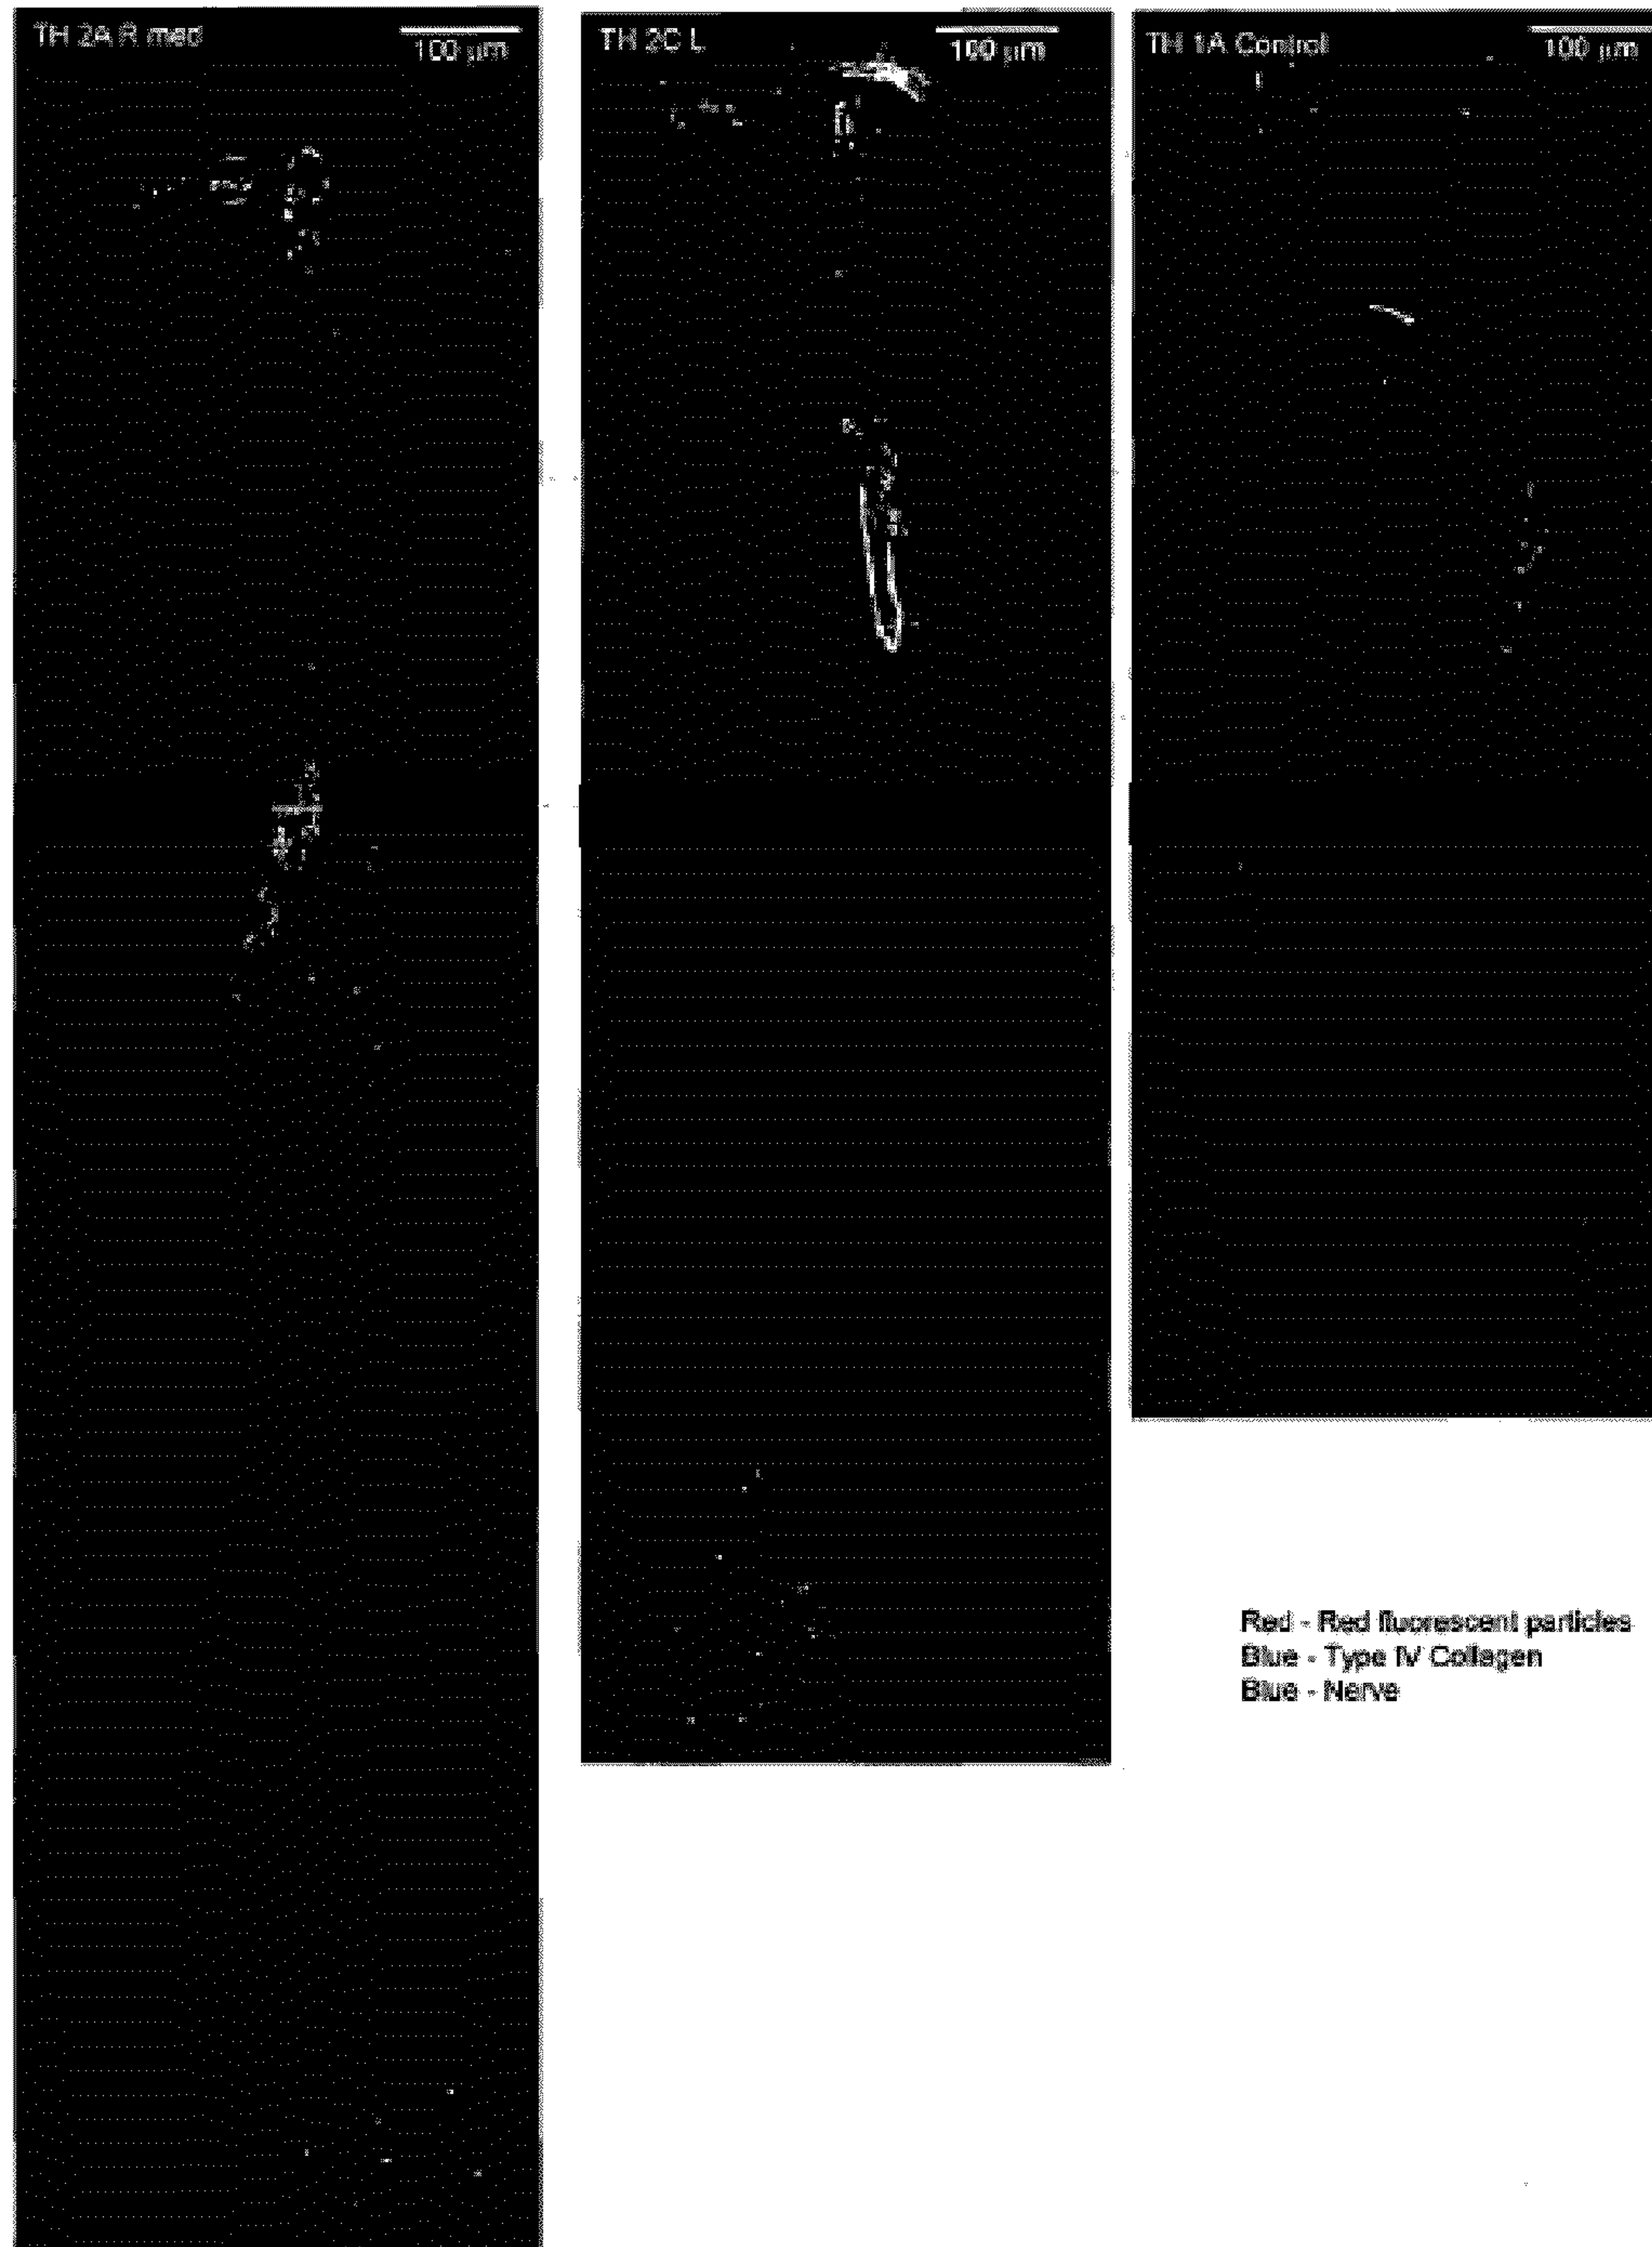 TH 2A R med
100 µm
TH 2C L
100 µm
TH 1A Control
100 µm
Red - Red fluorescent particles
Blue - Type IV Collagen
Blue - Nerve